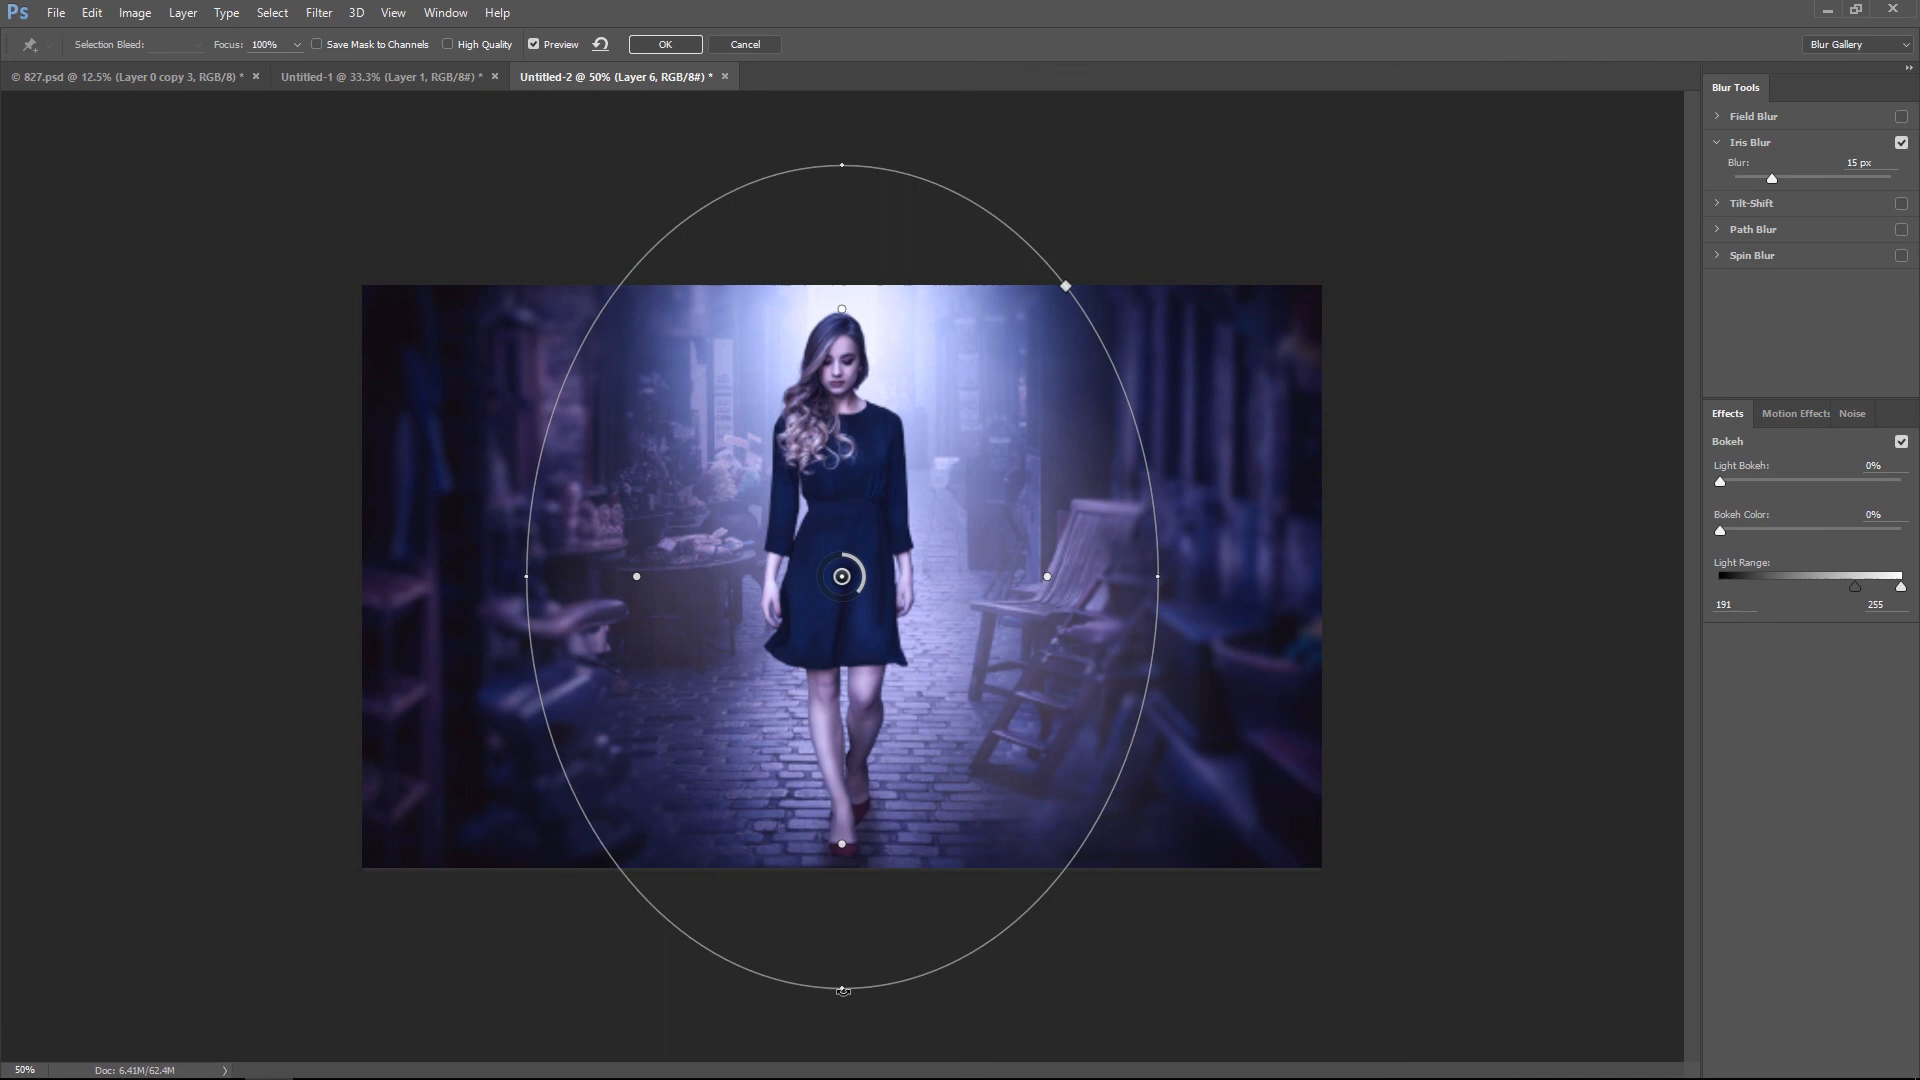 Ps File Edit Image Layer Type Select Filter 3D View Window Help
Selection Bleed: Focus: 100% Save Mask to Channels High Quality Preview OK Cancel Blur Gallery
© 827.psd @ 12.5% (Layer 0 copy 3, RGB/8) * × Untitled-1 @ 33.3% (Layer 1, RGB/8#) * × Untitled-2 @ 50% (Layer 6, RGB/8#) * ×
Blur Tools
Field Blur
Iris Blur
Blur: 15 px
Tilt-Shift
Path Blur
Spin Blur
Effects Motion Effects Noise
Bokeh
Light Bokeh: 0%
Bokeh Color: 0%
Light Range:
191 255
50% Doc: 6.41M/62.4M